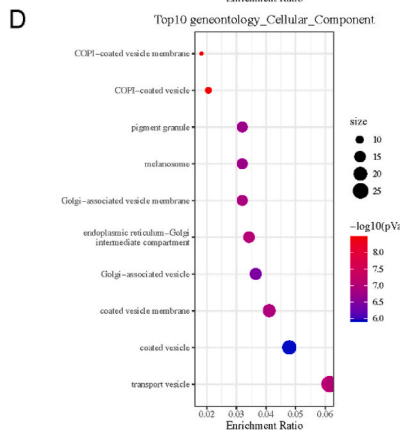 D
Enrichment Ratio
Top10 geneontology_Cellular_Component
COPI-coated vesicle membrane
COPI-coated vesicle
pigment granule
melanosome
Golgi-associated vesicle membrane
endoplasmic reticulum-Golgi
intermediate compartment
Golgi-associated vesicle
coated vesicle membrane
coated vesicle
transport vesicle
0.02 0.03 0.04 0.05 0.06
Enrichment Ratio
size
10
15
20
25
-log10(pVa
8.0
7.5
7.0
6.5
6.0